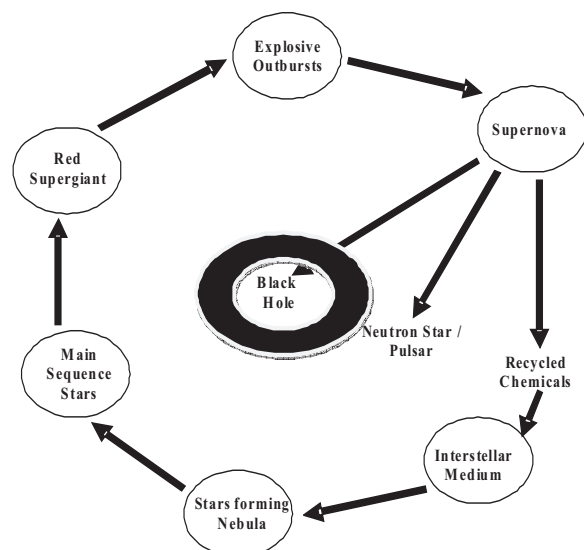 Explosive
Outbursts
Supernova
Red
Supergiant
Black
Hole
Neutron Star /
Pulsar
Main
Sequence
Stars
Recycled
Chemicals
Interstellar
Medium
Stars forming
Nebula